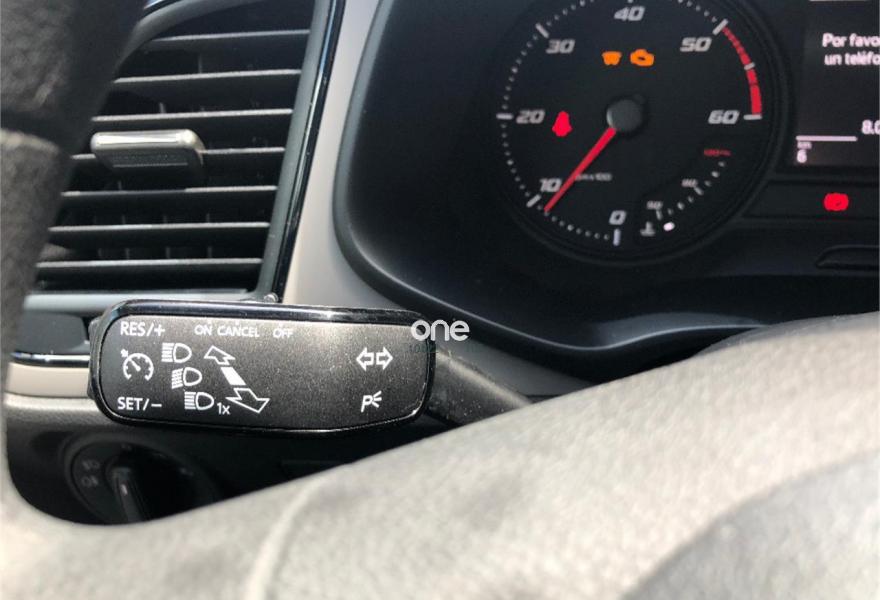 40
30
50
20
60
10
0
Por favo
un teléfo
8.0
km
6
RES/+
ON CANCEL OFF
SET/-
1x
P
one